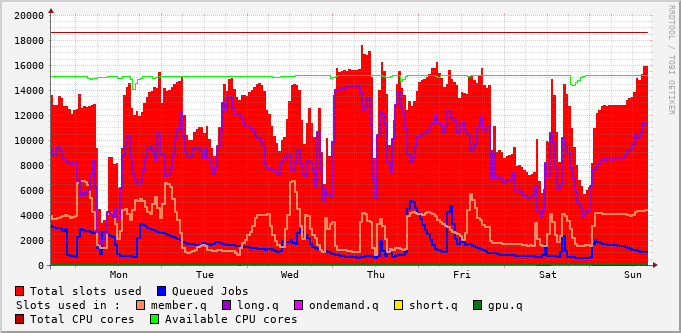 20000
18000
16000
14000
12000
10000
8000
6000
4000
2000
0
Mon Tue Wed Thu Fri Sat Sun
RRDTOOL / TOBI OETIKER
Total slots used Queued Jobs
Slots used in : member.q long.q ondemand.q short.q gpu.q
Total CPU cores Available CPU cores